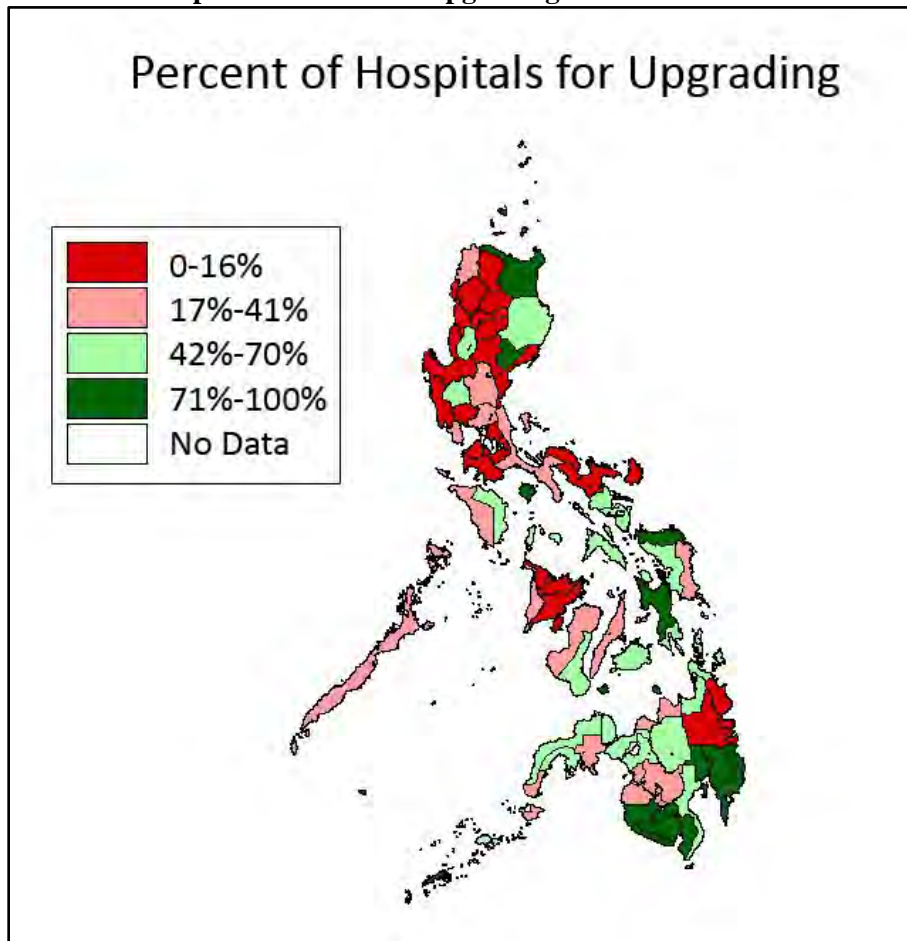 Percent of Hospitals for Upgrading
0-16%
17%-41%
42%-70%
71%-100%
No Data